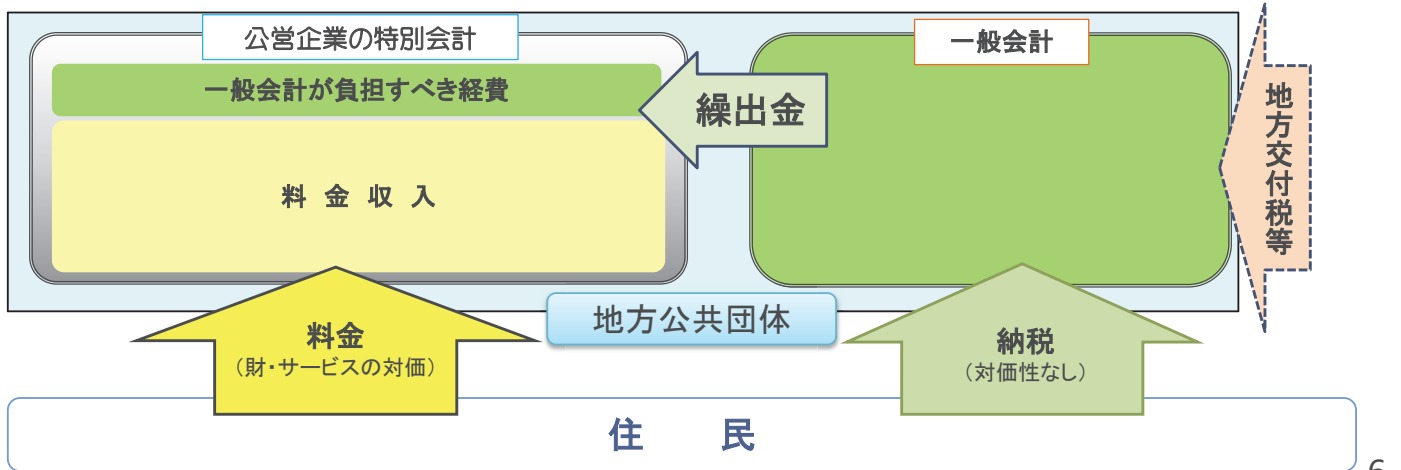 公営企業の特別会計
一般会計
一般会計が負担すべき経費
繰出金
地方交付税等
料金収入
地方公共団体
料金
（財・サービスの対価）
納税
（対価性なし）
住民